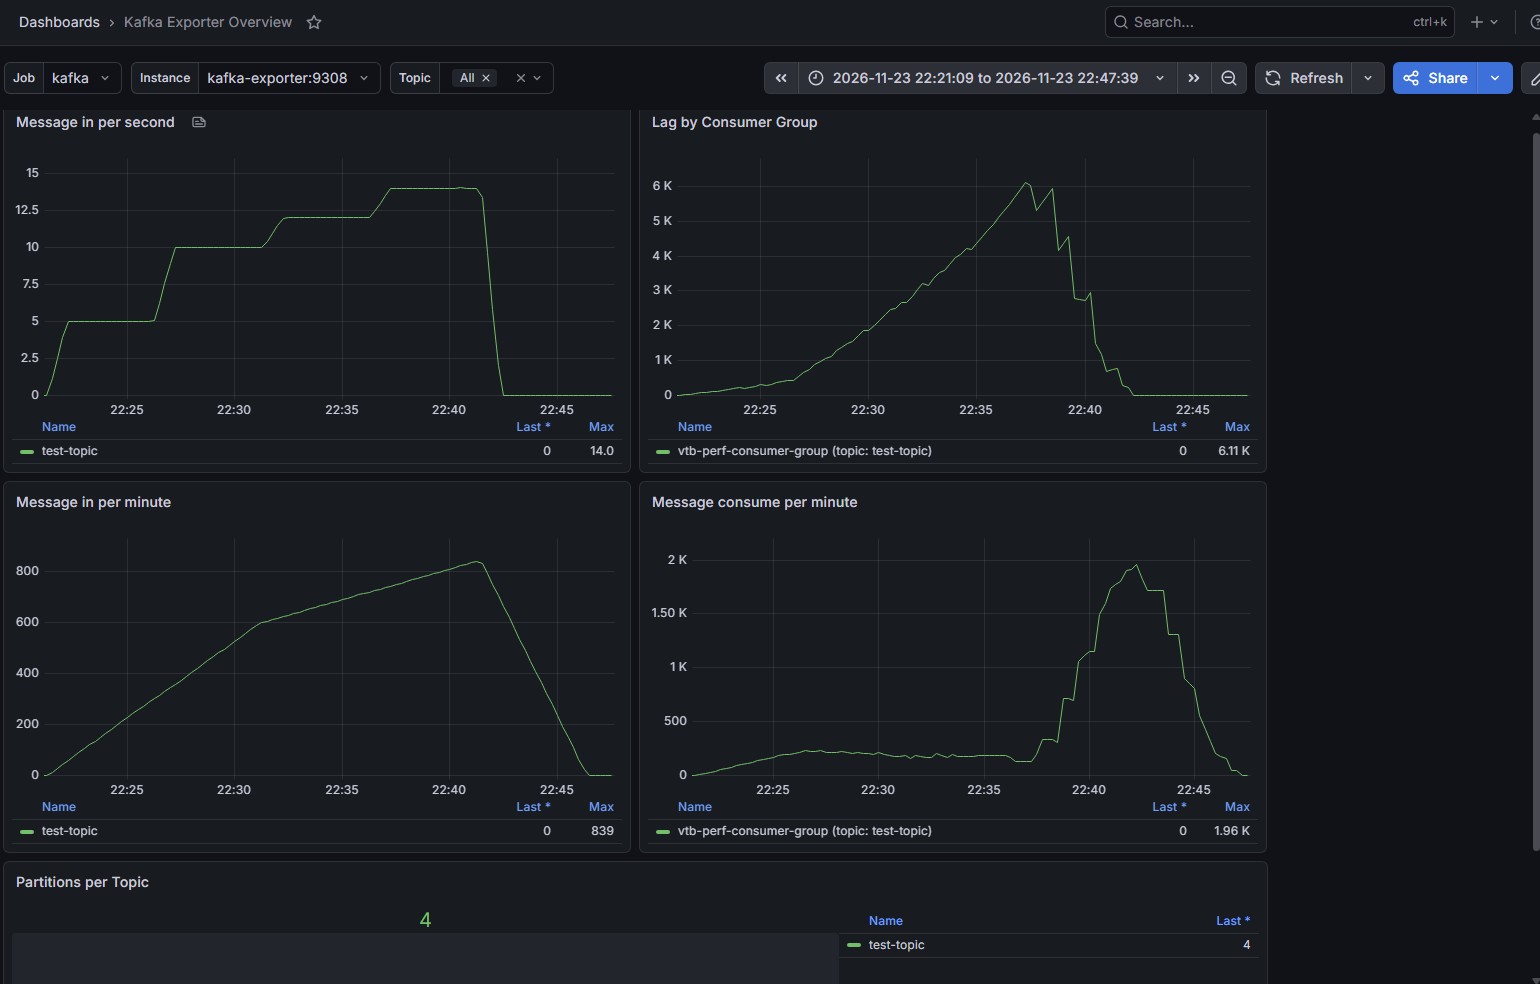 Dashboards › Kafka Exporter Overview
Search... ctrl+k
Job kafka Instance kafka-exporter:9308 Topic All
2026-11-23 22:21:09 to 2026-11-23 22:47:39 Refresh Share
Message in per second
15
12.5
10
7.5
5
2.5
0
22:25 22:30 22:35 22:40 22:45
Name Last * Max
test-topic 0 14.0
Lag by Consumer Group
6 K
5 K
4 K
3 K
2 K
1 K
0
22:25 22:30 22:35 22:40 22:45
Name Last * Max
vtb-perf-consumer-group (topic: test-topic) 0 6.11 K
Message in per minute
800
600
400
200
0
22:25 22:30 22:35 22:40 22:45
Name Last * Max
test-topic 0 839
Message consume per minute
2 K
1.50 K
1 K
500
0
22:25 22:30 22:35 22:40 22:45
Name Last * Max
vtb-perf-consumer-group (topic: test-topic) 0 1.96 K
Partitions per Topic
4
Name Last *
test-topic 4